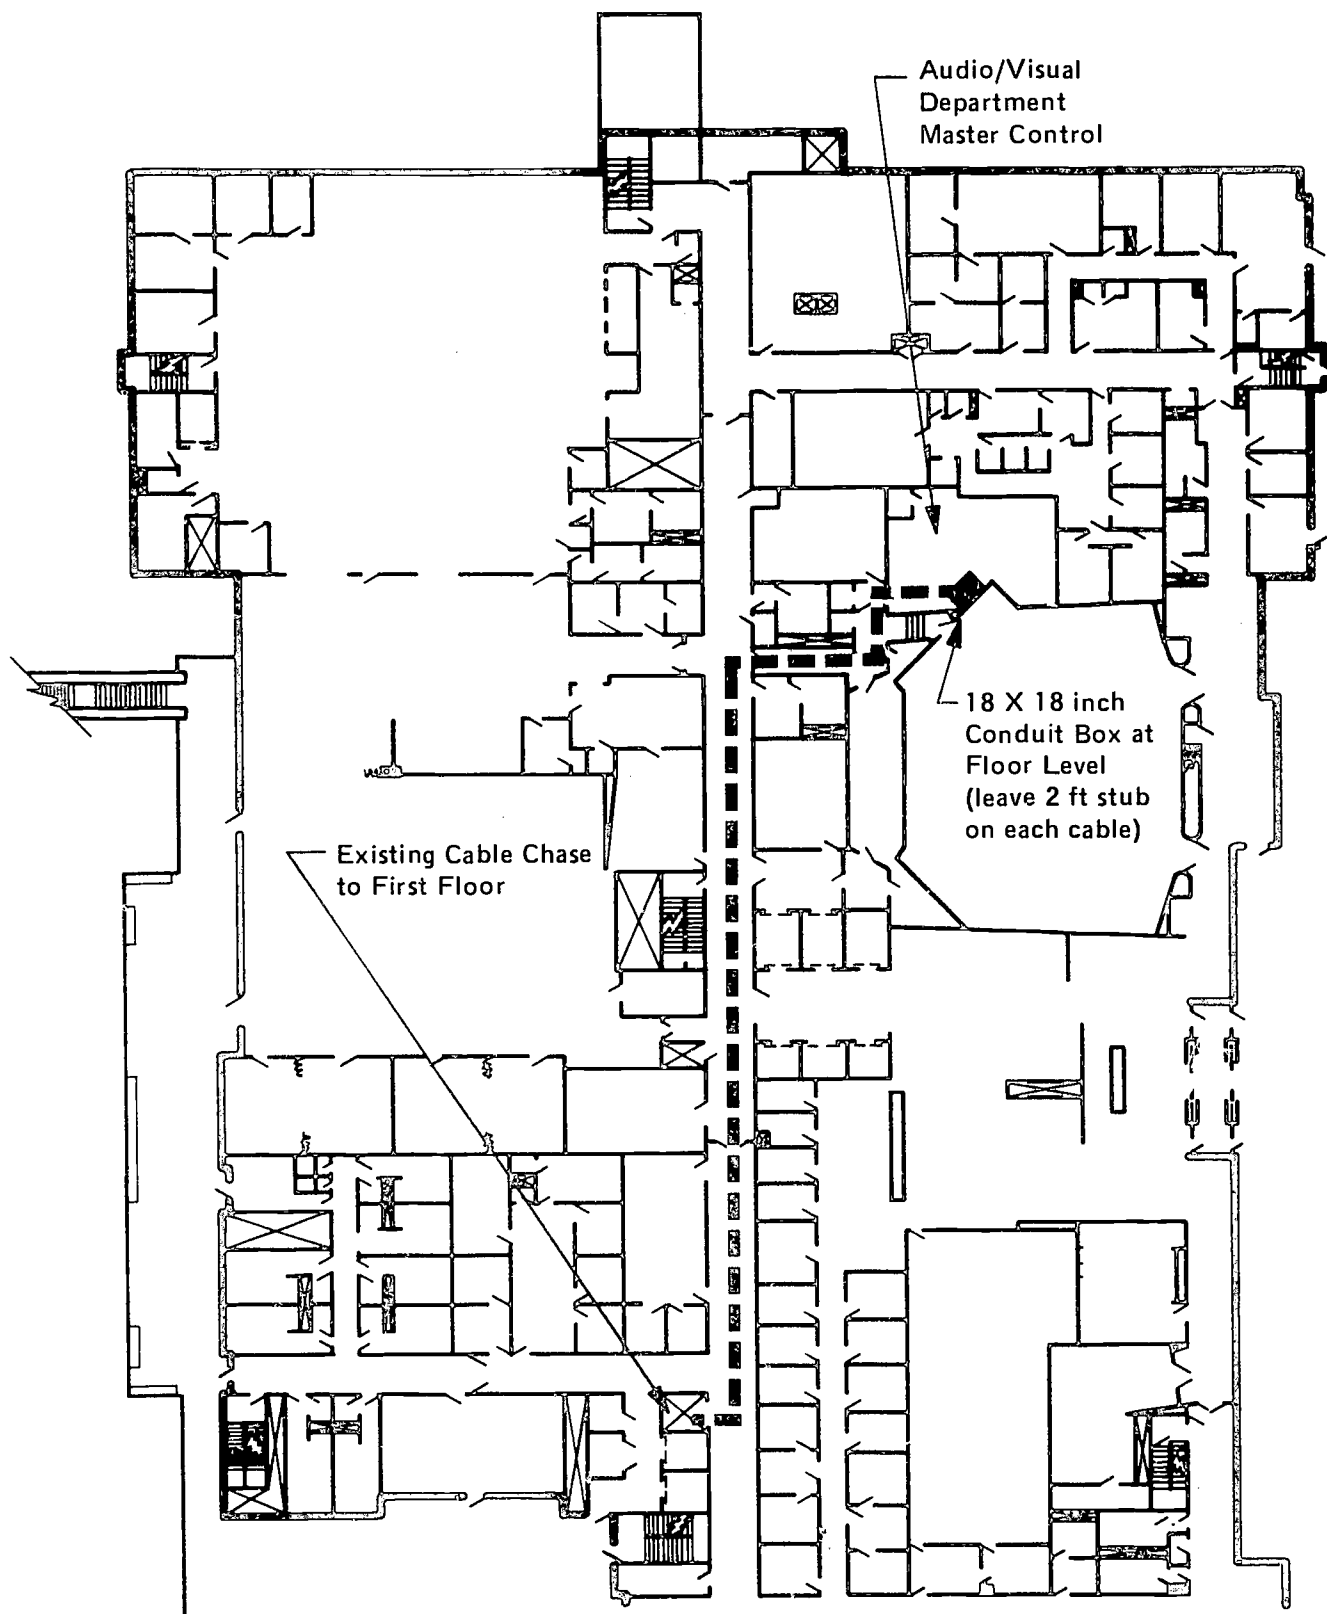 Audio/Visual
Department
Master Control
18 X 18 inch
Conduit Box at
Floor Level
(leave 2 ft stub
on each cable)
Existing Cable Chase
to First Floor